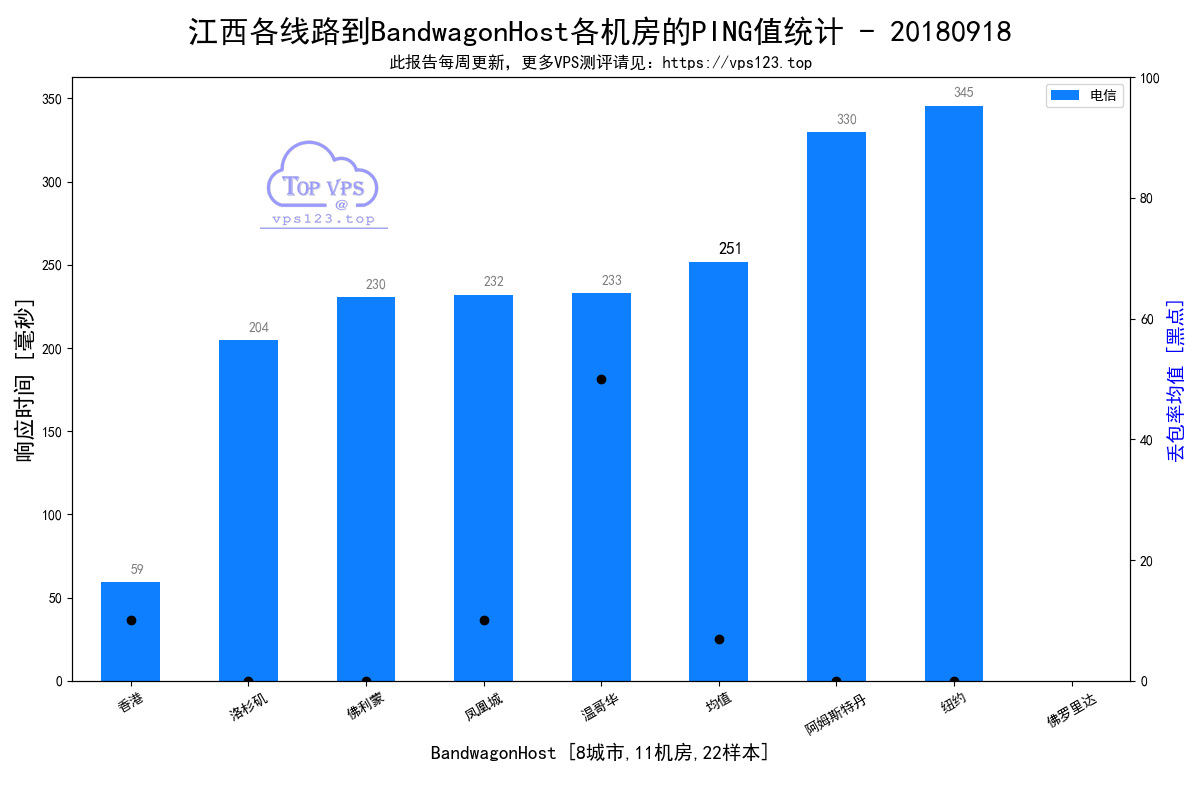 江西各线路到BandwagonHost各机房的PING值统计 - 20180918
此报告每周更新，更多VPS测评请见：https://vps123.top
电信
TOP VPS
@
vps123.top
响应时间 [毫秒]
350
300
250
200
150
100
50
0
59
204
230
232
233
251
330
345
100
80
60
40
20
0
丢包率均值 [黑点]
香港
洛杉矶
佛利蒙
凤凰城
温哥华
均值
阿姆斯特丹
纽约
佛罗里达
BandwagonHost [8城市,11机房,22样本]